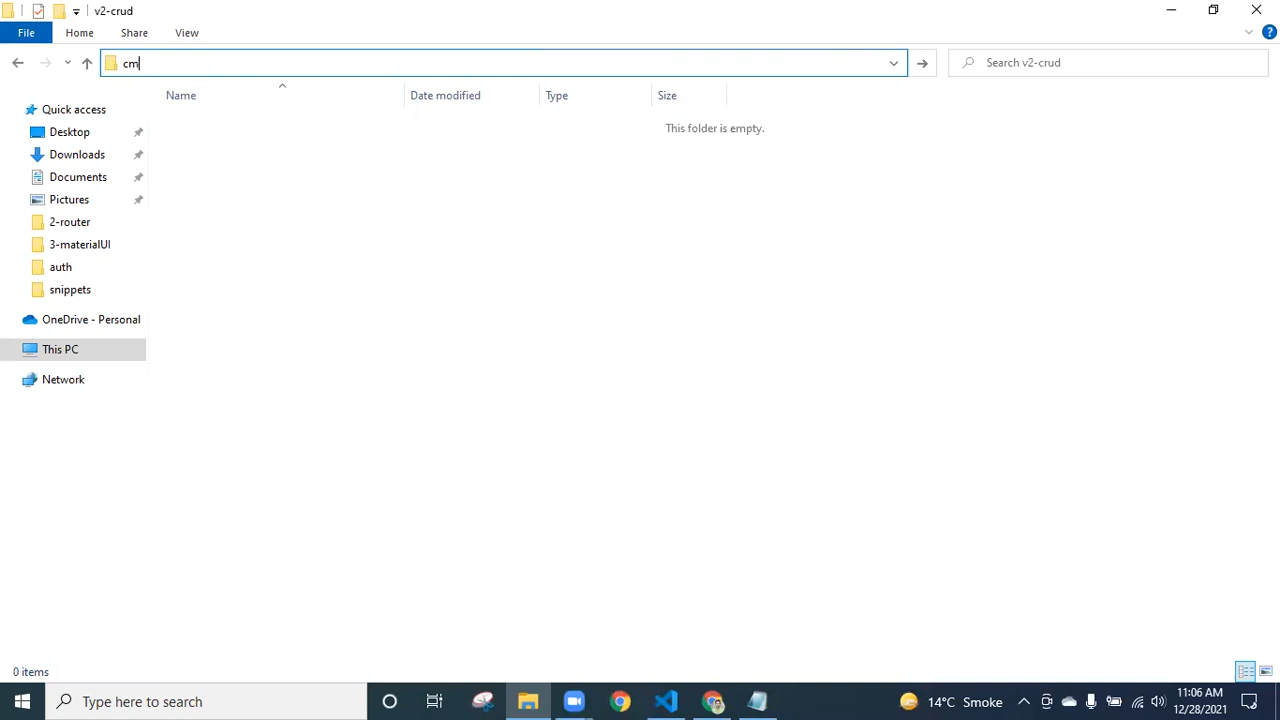 v2-crud
File Home Share View
cm
Search v2-crud
Name Date modified Type Size
This folder is empty.
Quick access
Desktop
Downloads
Documents
Pictures
2-router
3-materialUI
auth
snippets
OneDrive - Personal
This PC
Network
0 items
Type here to search
14°C Smoke
11:06 AM
12/28/2021